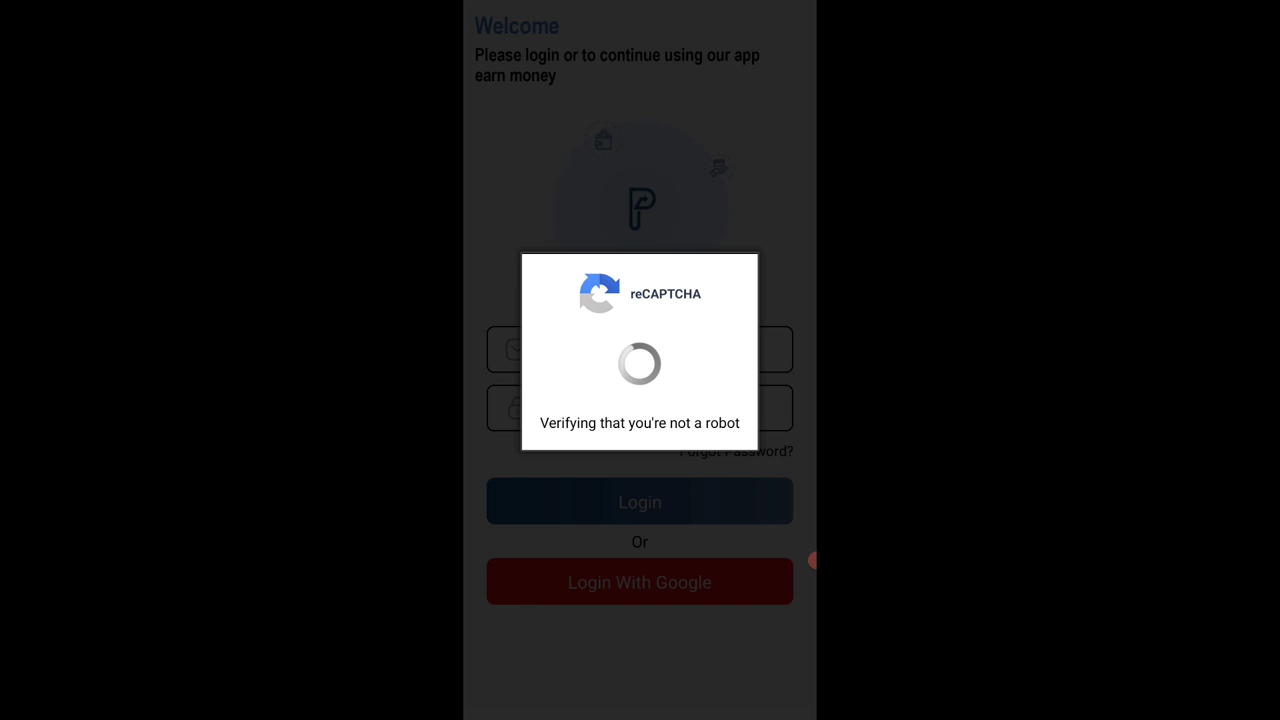 Welcome
Please login or to continue using our app
earn money
reCAPTCHA
Verifying that you're not a robot
Forgot Password?
Login
Or
Login With Google